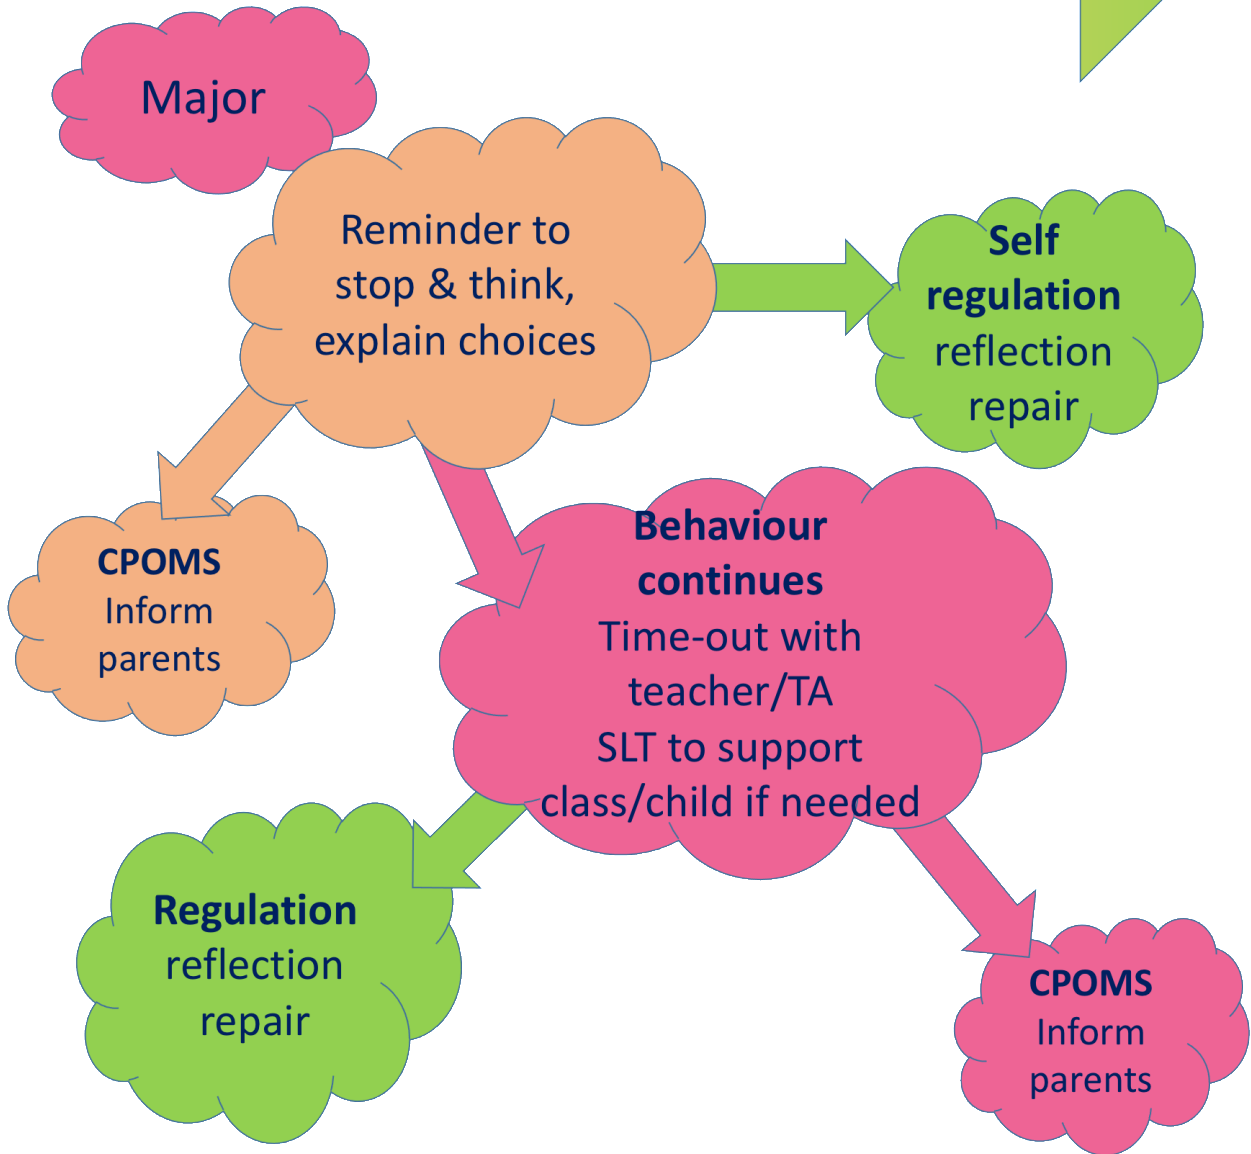 Major
Reminder to
stop & think,
explain choices
Self
regulation
reflection
repair
CPOMS
Inform
parents
Behaviour
continues
Time-out with
teacher/TA
SLT to support
class/child if needed
Regulation
reflection
repair
CPOMS
Inform
parents